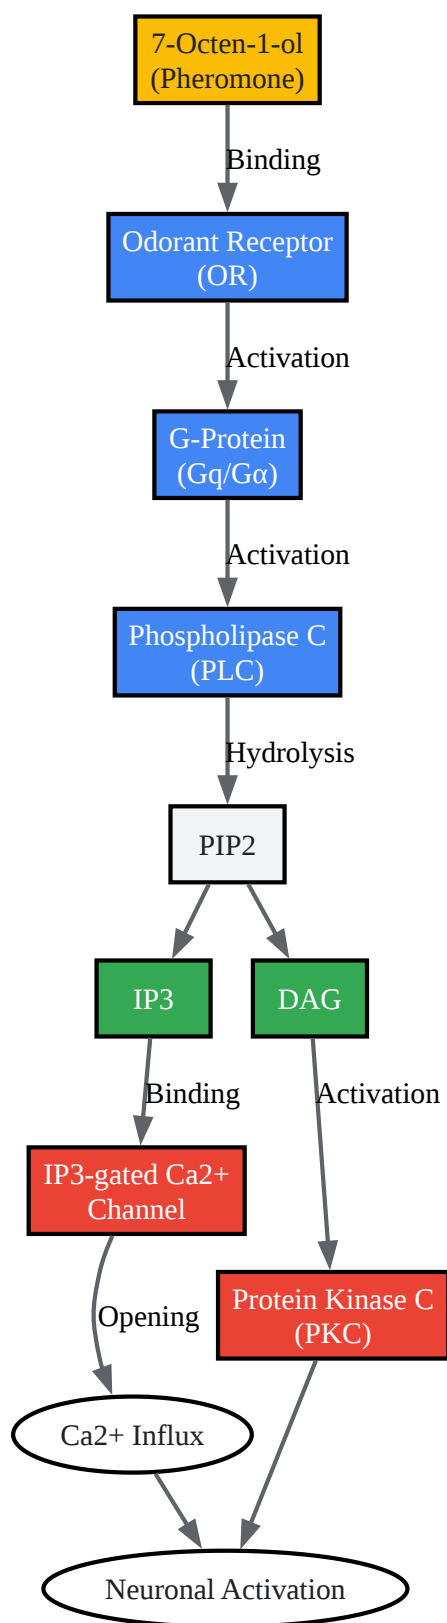 7-Octen-1-ol
(Pheromone)
Binding
Odorant Receptor
(OR)
Activation
G-Protein
(Gq/Gα)
Activation
Phospholipase C
(PLC)
Hydrolysis
PIP2
IP3
DAG
Binding
Activation
IP3-gated Ca2+
Channel
Protein Kinase C
(PKC)
Opening
Ca2+ Influx
Neuronal Activation